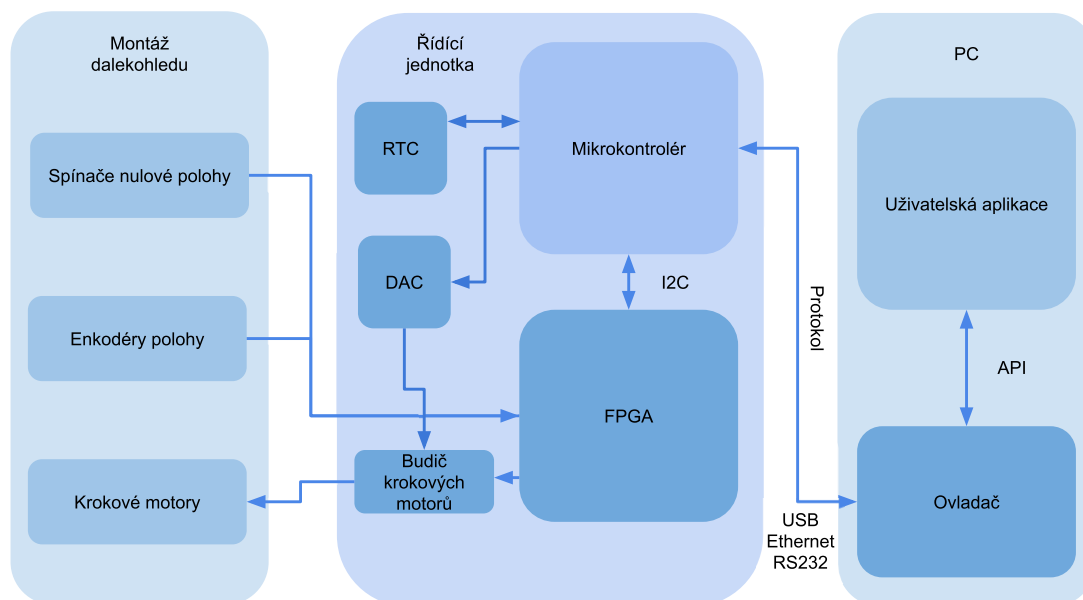 Montáž
dalekohledu
Spínače nulové polohy
Enkodéry polohy
Krokové motory
Řídící
jednotka
RTC
Mikrokontrolér
DAC
I2C
FPGA
Budič
krokových
motorů
Protokol
USB
Ethernet
RS232
PC
Uživatelská aplikace
API
Ovladač